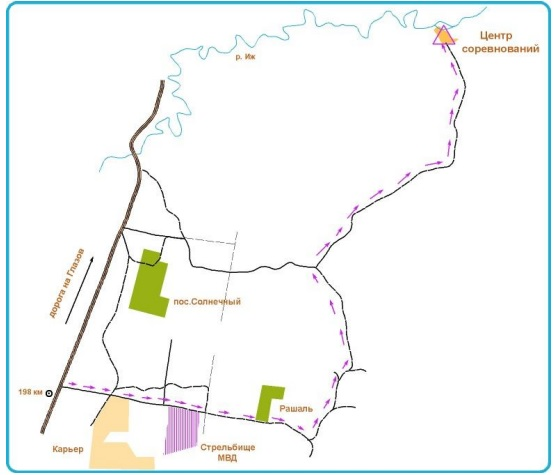 Центр
соревнований
р. Иж
дорога на Глазов
пос.Солнечный
198 км
Рашаль
Карьер
Стрельбище
МВД